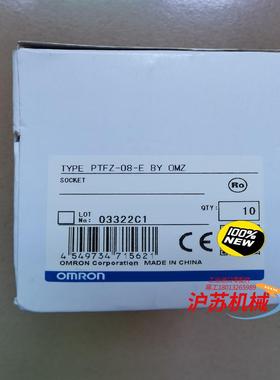 TYPE PTFZ-08-E BY OMZ
SOCKET
Ro
LOT No: 03322C1
QTY: 10
100%
NEW
CE
4 549734 715621
OMRON
OMRON Corporation MADE IN CHINA
沪苏机械